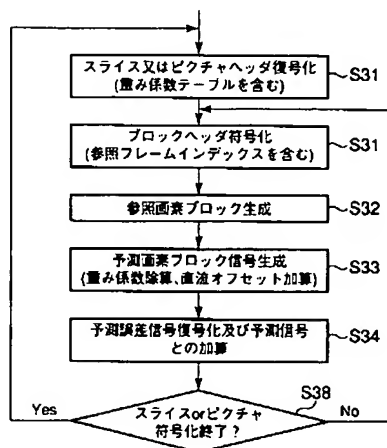 スライス又はピクチャヘッダ復号化
(重み係数テーブルを含む)
S31
ブロックヘッダ符号化
(参照フレームインデックスを含む)
S31
参照画素ブロック生成
S32
予測画素ブロック信号生成
(重み係数除算、直流オフセット加算)
S33
予測誤差信号復号化及び予測信号
との加算
S34
S38
Yes
スライスorピクチャ
符号化終了?
No